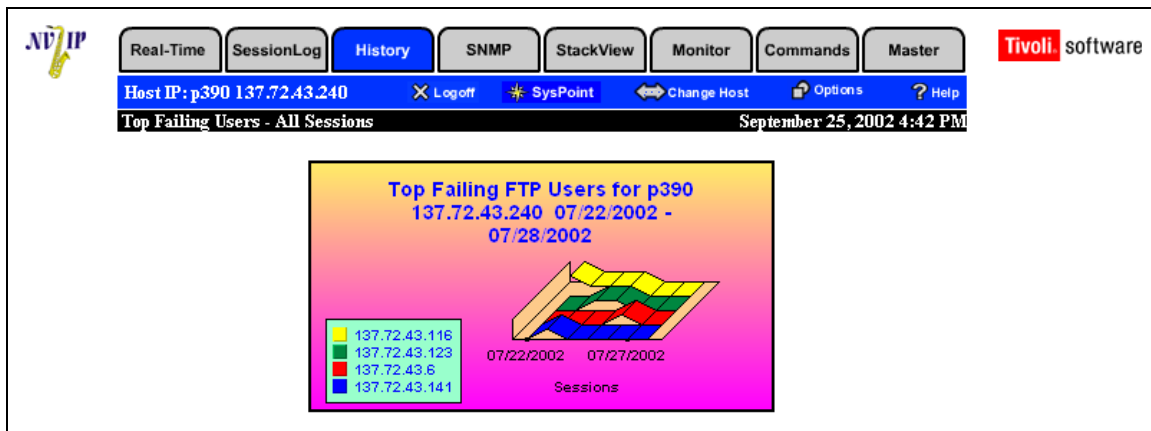 NV IP
Real-Time SessionLog History SNMP StackView Monitor Commands Master
Tivoli. software
Host IP: p390 137.72.43.240 Logoff SysPoint Change Host Options ? Help
Top Failing Users - All Sessions September 25, 2002 4:42 PM
Top Failing FTP Users for p390
137.72.43.240 07/22/2002 -
07/28/2002
137.72.43.116
137.72.43.123
137.72.43.6
137.72.43.141
07/22/2002 07/27/2002
Sessions